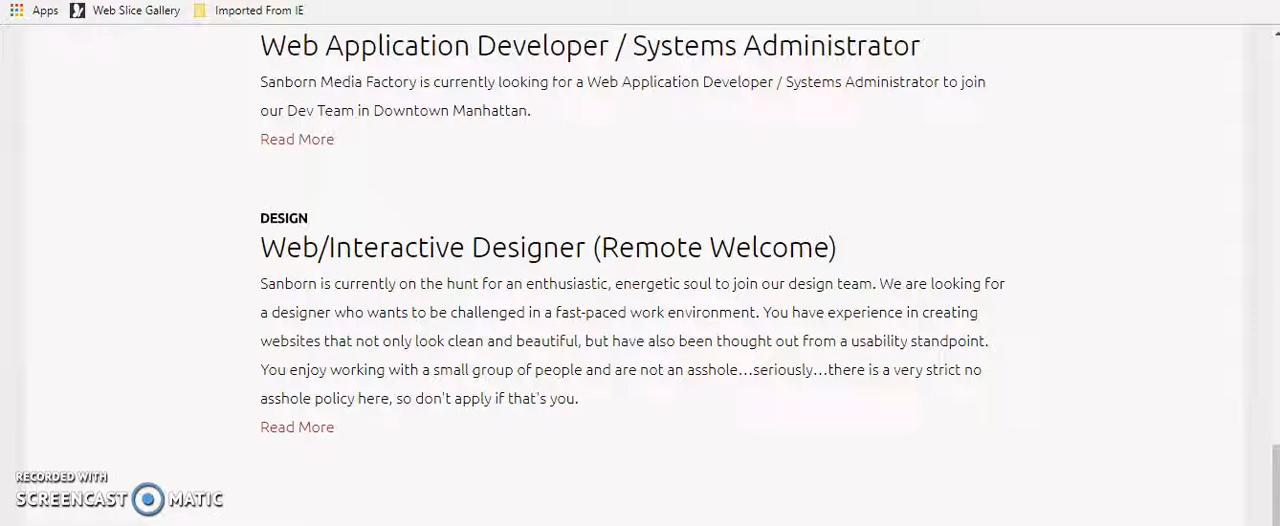 Apps Web Slice Gallery Imported From IE
Web Application Developer / Systems Administrator
Sanborn Media Factory is currently looking for a Web Application Developer / Systems Administrator to join
our Dev Team in Downtown Manhattan.
Read More
DESIGN
Web/Interactive Designer (Remote Welcome)
Sanborn is currently on the hunt for an enthusiastic, energetic soul to join our design team. We are looking for
a designer who wants to be challenged in a fast-paced work environment. You have experience in creating
websites that not only look clean and beautiful, but have also been thought out from a usability standpoint.
You enjoy working with a small group of people and are not an asshole...seriously...there is a very strict no
asshole policy here, so don't apply if that's you.
Read More
RECORDED WITH
SCREENCAST MATIC